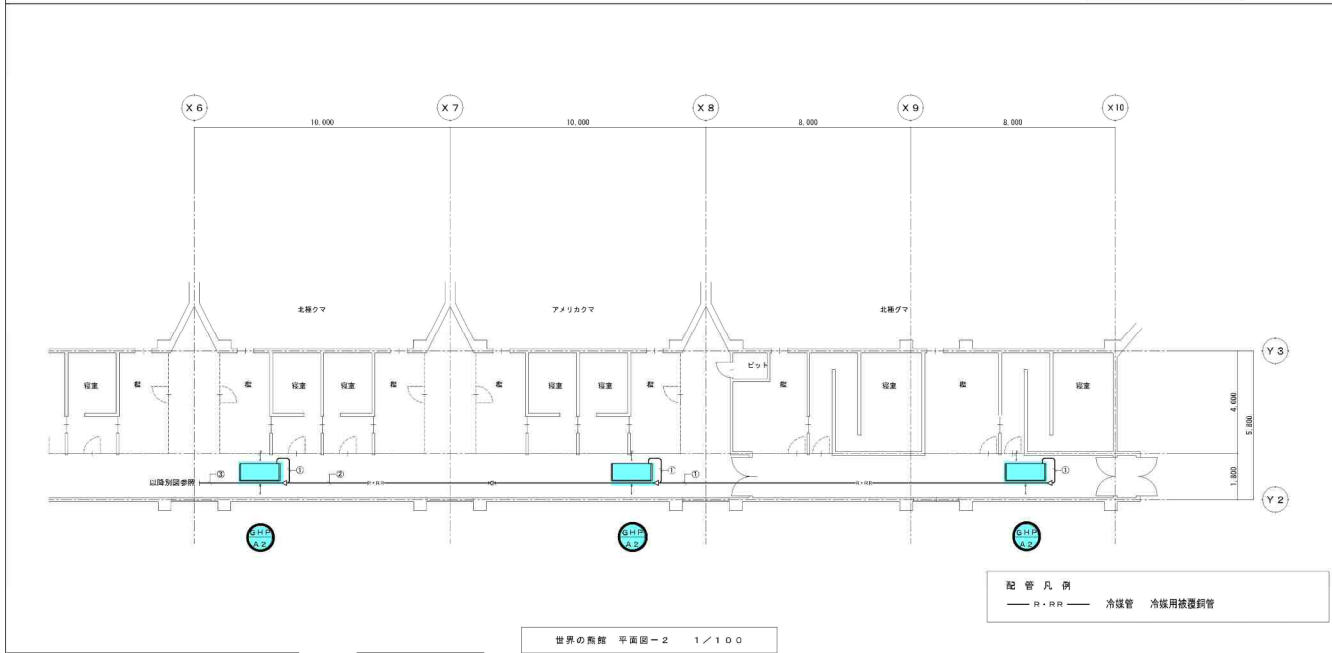 X6 X7 X8 X9 X10
10,000 10,000 8,000 8,000
北極クマ アメリカクマ 北極グマ
Y3
ピット
寝室 檻 檻 寝室 寝室 檻 檻 寝室 寝室 檻 檻 寝室 檻 寝室
4,000
5,800
1,800
以降別図参照 ③ ① ② R・RR ① ① R・RR ①
Y2
GHP A2 GHP A2 GHP A2
配管凡例
R・RR 冷媒管 冷媒用被覆銅管
世界の熊館 平面図－2 1／100